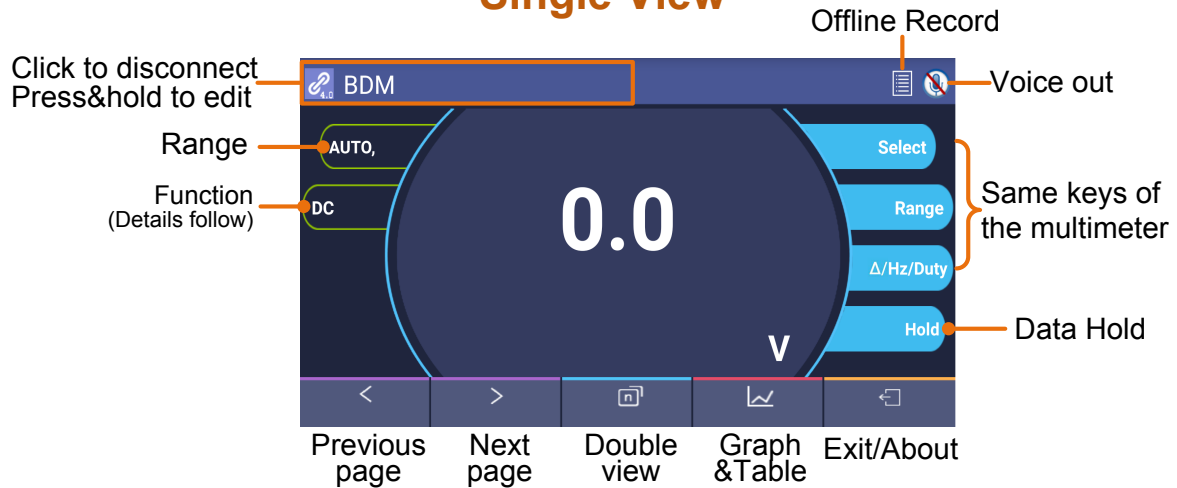 Single View
Offline Record
Click to disconnect
Press&hold to edit
4.0
BDM
Voice out
Range
AUTO,
Select
Function
(Details follow)
DC
0.0
Range
Same keys of
the multimeter
Δ/Hz/Duty
Hold
Data Hold
V
<
>
n
Previous
page
Next
page
Double
view
Graph
&Table
Exit/About